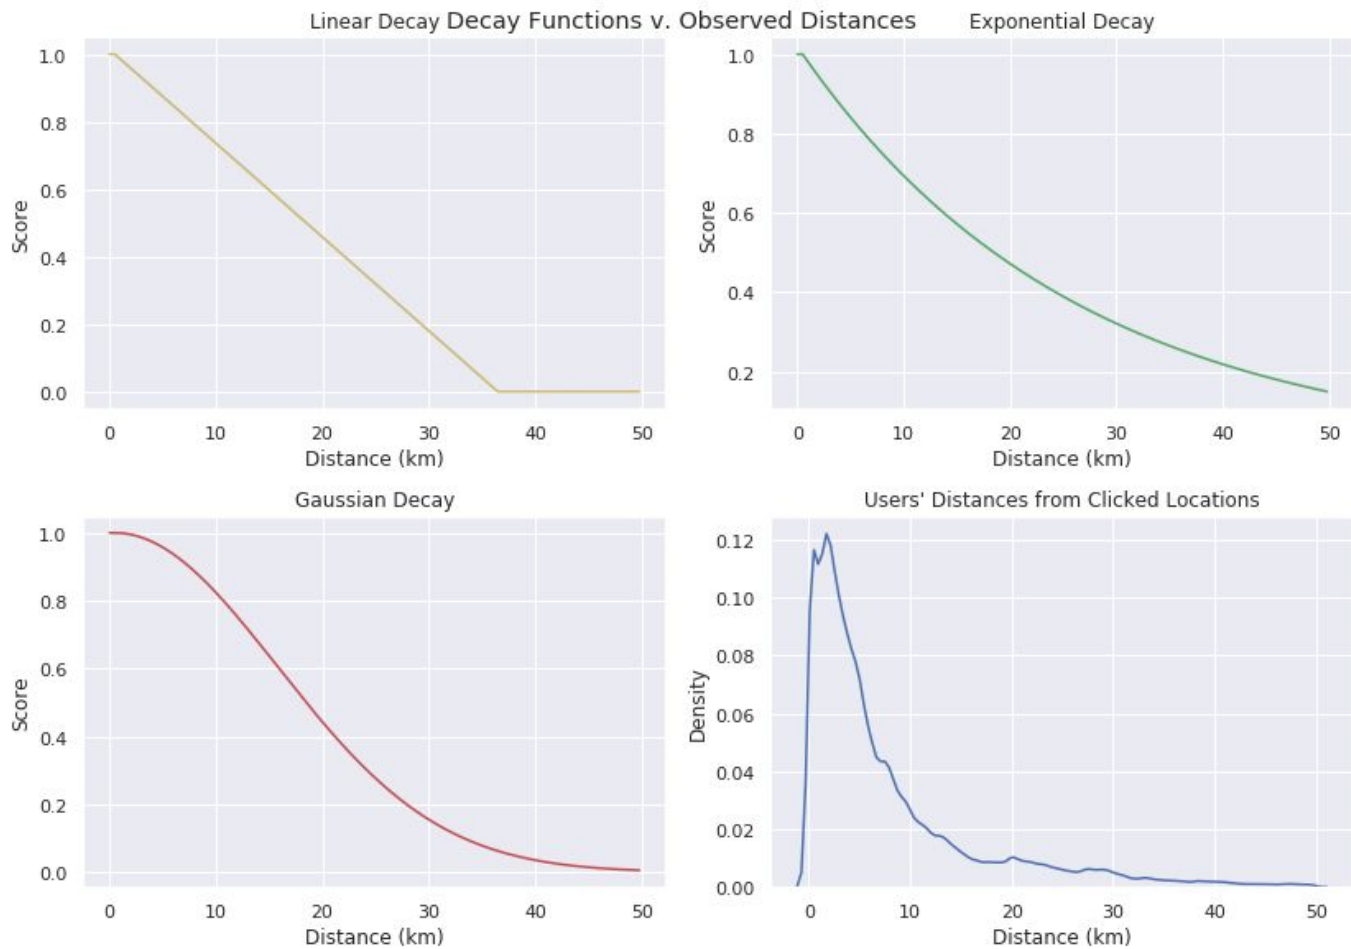 Linear Decay
Decay Functions v. Observed Distances
Exponential Decay
1.0
0.8
0.6
0.4
0.2
0.0
Score
0 10 20 30 40 50
Distance (km)
1.0
0.8
0.6
0.4
0.2
Score
0 10 20 30 40 50
Distance (km)
Gaussian Decay
1.0
0.8
0.6
0.4
0.2
0.0
Score
0 10 20 30 40 50
Distance (km)
Users' Distances from Clicked Locations
0.12
0.10
0.08
0.06
0.04
0.02
0.00
Density
0 10 20 30 40 50
Distance (km)